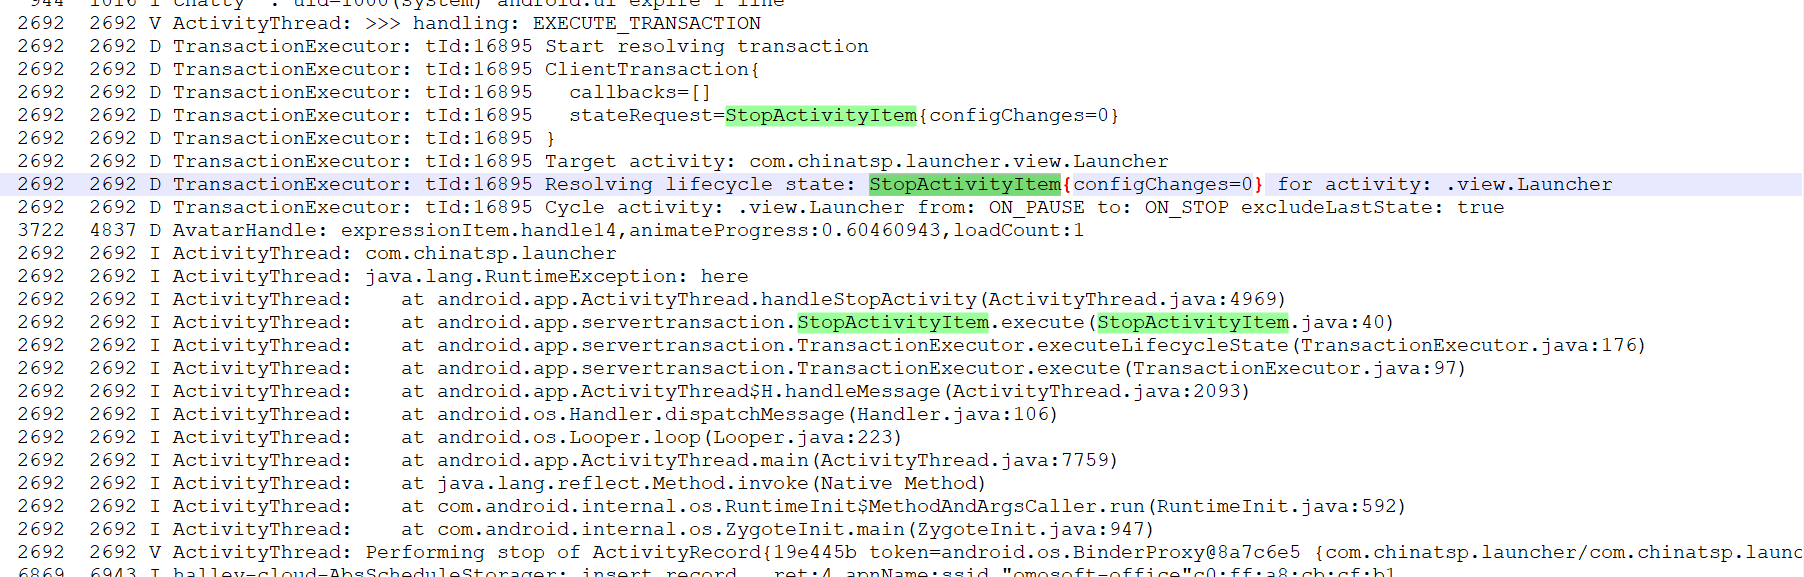 944 1016 I chatty : uid=1000(system) android.ui expire 1 line
2692 2692 V ActivityThread: >>> handling: EXECUTE_TRANSACTION
2692 2692 D TransactionExecutor: tId:16895 Start resolving transaction
2692 2692 D TransactionExecutor: tId:16895 ClientTransaction{
2692 2692 D TransactionExecutor: tId:16895 callbacks=[]
2692 2692 D TransactionExecutor: tId:16895 stateRequest=StopActivityItem{configChanges=0}
2692 2692 D TransactionExecutor: tId:16895 }
2692 2692 D TransactionExecutor: tId:16895 Target activity: com.chinatsp.launcher.view.Launcher
2692 2692 D TransactionExecutor: tId:16895 Resolving lifecycle state: StopActivityItem{configChanges=0} for activity: .view.Launcher
2692 2692 D TransactionExecutor: tId:16895 Cycle activity: .view.Launcher from: ON_PAUSE to: ON_STOP excludeLastState: true
3722 4837 D AvatarHandle: expressionItem.handle14,animateProgress:0.60460943,loadCount:1
2692 2692 I ActivityThread: com.chinatsp.launcher
2692 2692 I ActivityThread: java.lang.RuntimeException: here
2692 2692 I ActivityThread: at android.app.ActivityThread.handleStopActivity(ActivityThread.java:4969)
2692 2692 I ActivityThread: at android.app.servertransaction.StopActivityItem.execute(StopActivityItem.java:40)
2692 2692 I ActivityThread: at android.app.servertransaction.TransactionExecutor.executeLifecycleState(TransactionExecutor.java:176)
2692 2692 I ActivityThread: at android.app.servertransaction.TransactionExecutor.execute(TransactionExecutor.java:97)
2692 2692 I ActivityThread: at android.app.ActivityThread$H.handleMessage(ActivityThread.java:2093)
2692 2692 I ActivityThread: at android.os.Handler.dispatchMessage(Handler.java:106)
2692 2692 I ActivityThread: at android.os.Looper.loop(Looper.java:223)
2692 2692 I ActivityThread: at android.app.ActivityThread.main(ActivityThread.java:7759)
2692 2692 I ActivityThread: at java.lang.reflect.Method.invoke(Native Method)
2692 2692 I ActivityThread: at com.android.internal.os.RuntimeInit$MethodAndArgsCaller.run(RuntimeInit.java:592)
2692 2692 I ActivityThread: at com.android.internal.os.ZygoteInit.main(ZygoteInit.java:947)
2692 2692 V ActivityThread: Performing stop of ActivityRecord{19e445b token=android.os.BinderProxy@8a7c6e5 {com.chinatsp.launcher/com.chinatsp.launc
6869 6943 I halley-cloud-AbsScheduleStorager: insert record ret:4 apnName:ssid